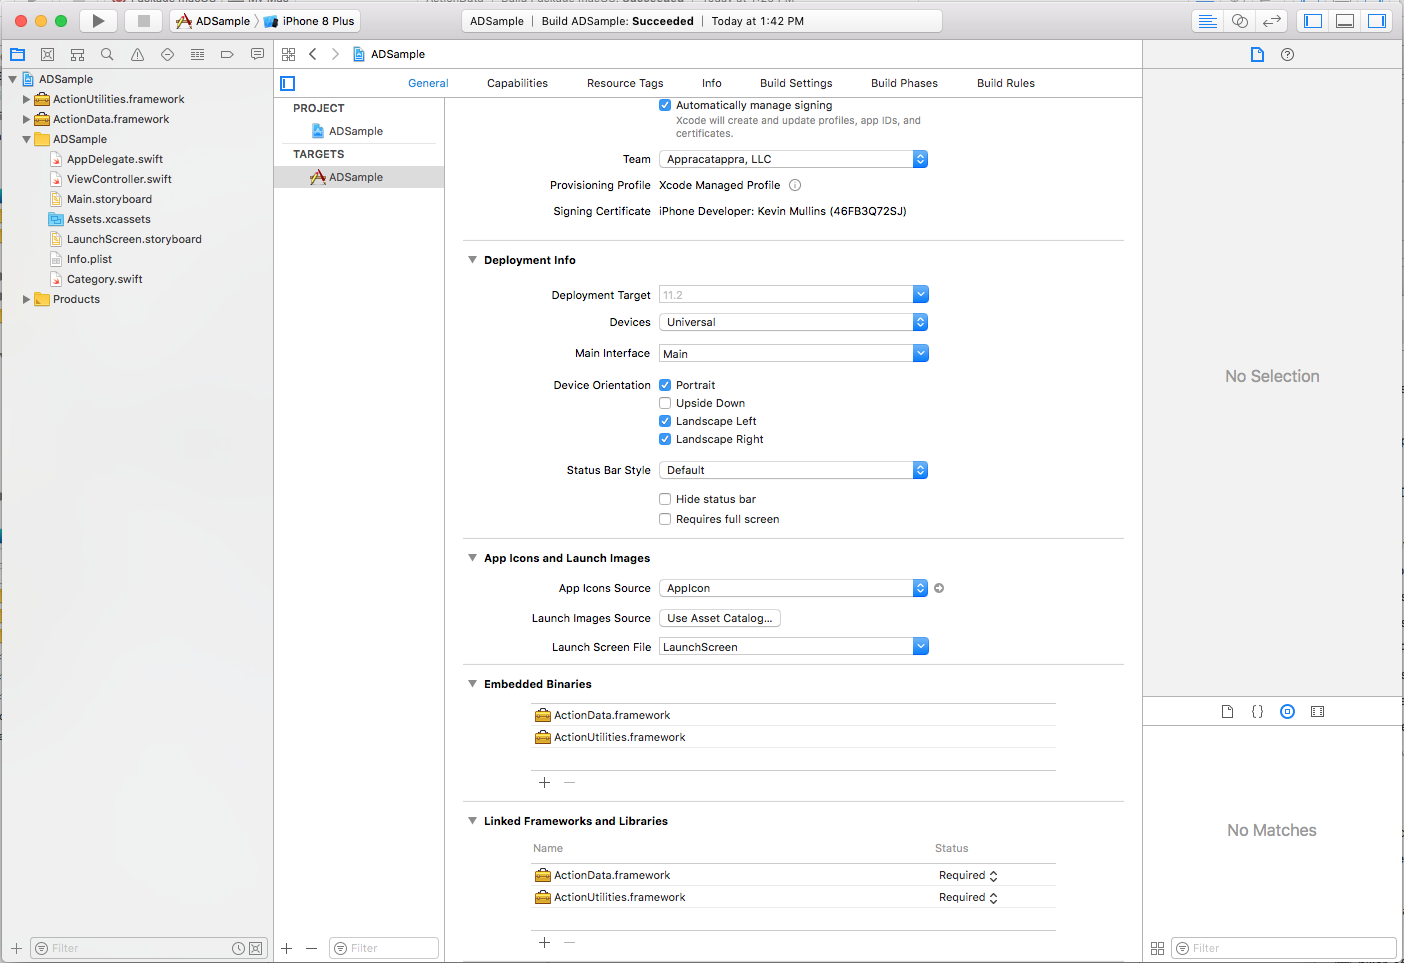 ADSample
iPhone 8 Plus
ADSample | Build ADSample: Succeeded | Today at 1:42 PM
ADSample
ADSample
ActionUtilities.framework
ActionData.framework
ADSample
AppDelegate.swift
ViewController.swift
Main.storyboard
Assets.xcassets
LaunchScreen.storyboard
Info.plist
Category.swift
Products
Filter
General Capabilities Resource Tags Info Build Settings Build Phases Build Rules
PROJECT
ADSample
TARGETS
ADSample
Filter
Automatically manage signing
Xcode will create and update profiles, app IDs, and
certificates.
Team Appracatappra, LLC
Provisioning Profile Xcode Managed Profile
Signing Certificate iPhone Developer: Kevin Mullins (46FB3Q72SJ)
Deployment Info
Deployment Target 11.2
Devices Universal
Main Interface Main
Device Orientation Portrait
Upside Down
Landscape Left
Landscape Right
Status Bar Style Default
Hide status bar
Requires full screen
App Icons and Launch Images
App Icons Source AppIcon
Launch Images Source Use Asset Catalog...
Launch Screen File LaunchScreen
Embedded Binaries
ActionData.framework
ActionUtilities.framework
Linked Frameworks and Libraries
Name Status
ActionData.framework Required
ActionUtilities.framework Required
No Selection
No Matches
Filter